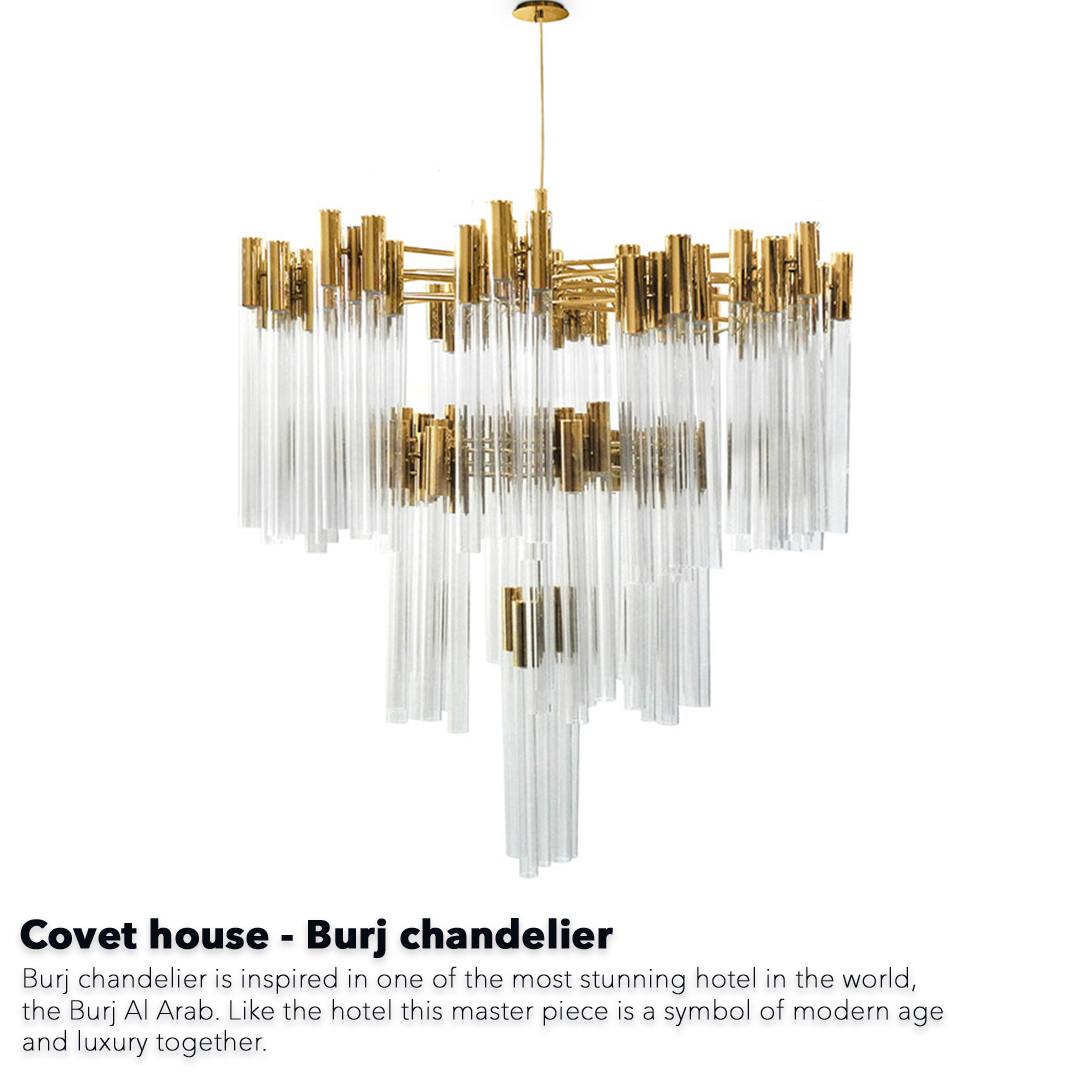 Covet house - Burj chandelier
Burj chandelier is inspired in one of the most stunning hotel in the world,
the Burj Al Arab. Like the hotel this master piece is a symbol of modern age
and luxury together.